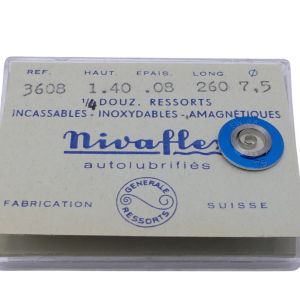 REF. HAUT. EPAIS. LONG. Ø
3608 1.40 .08 260 7,5
1/4 DOUZ. RESSORTS
INCASSABLES - INOXYDABLES - AMAGNÉTIQUES
Nivaflex
autolubrifiés
GENERALE
RESSORTS
FABRICATION SUISSE